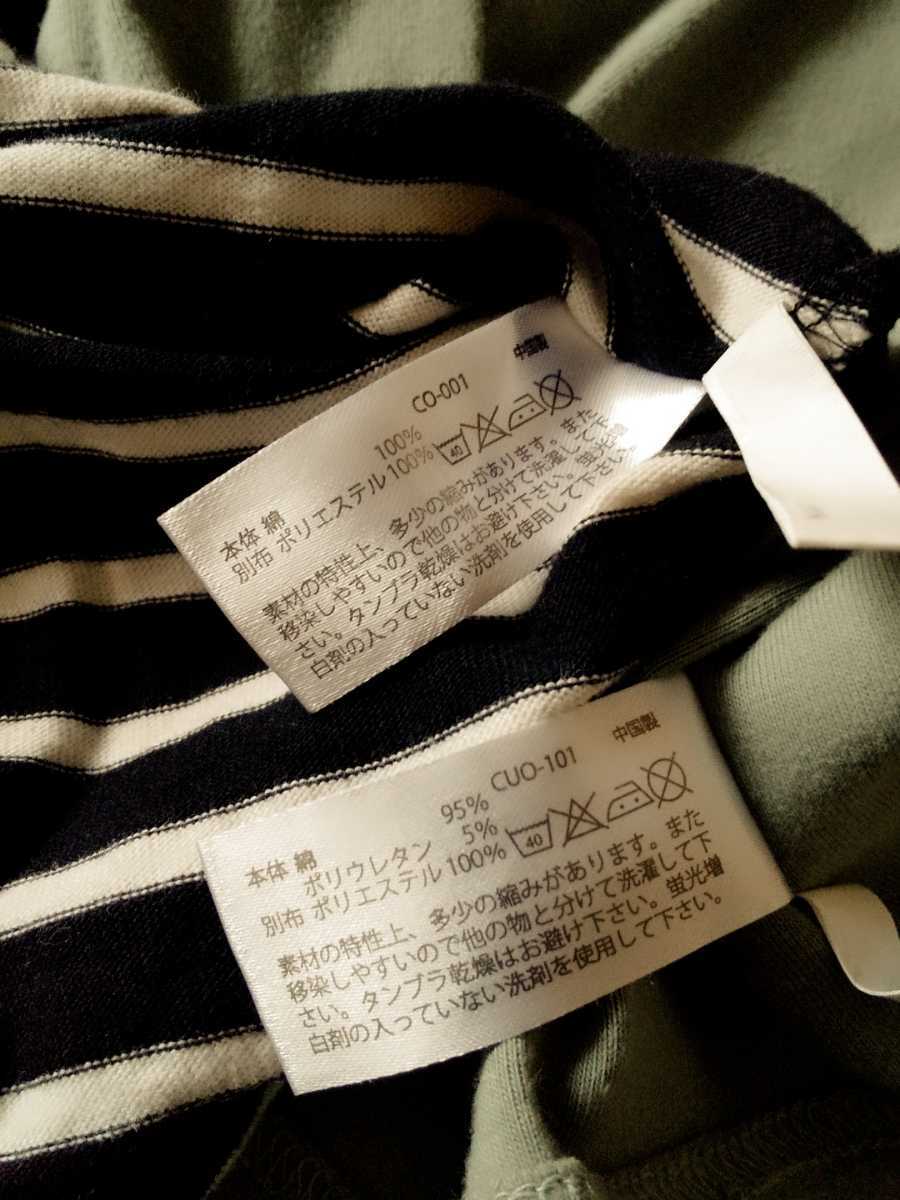 中国製
CO-001
本体 綿 100%
別布 ポリエステル100%
40
素材の特性上、多少の縮みがあります。また
移染しやすいので他の物と分けて洗濯して下
さい。タンブラ乾燥はお避け下さい。蛍光増
白剤の入っていない洗剤を使用して下さい。
中国製
CUO-101
本体 綿 95%
ポリウレタン 5%
別布 ポリエステル100%
40
素材の特性上、多少の縮みがあります。また
移染しやすいので他の物と分けて洗濯して下
さい。タンブラ乾燥はお避け下さい。蛍光増
白剤の入っていない洗剤を使用して下さい。